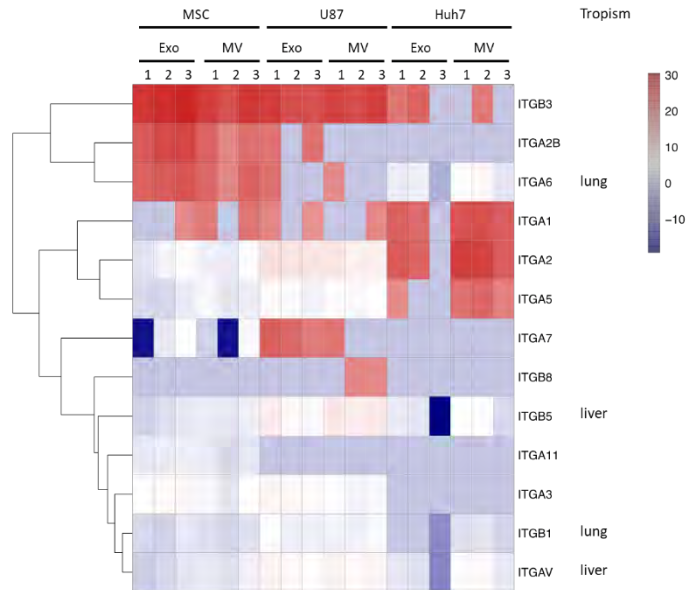 MSC U87 Huh7 Tropism
Exo MV Exo MV Exo MV
1 2 3 1 2 3 1 2 3 1 2 3 1 2 3 1 2 3
ITGB3
ITGA2B
ITGA6 lung
ITGA1
ITGA2
ITGA5
ITGA7
ITGB8
ITGB5 liver
ITGA11
ITGA3
ITGB1 lung
ITGAV liver
30
20
10
0
−10